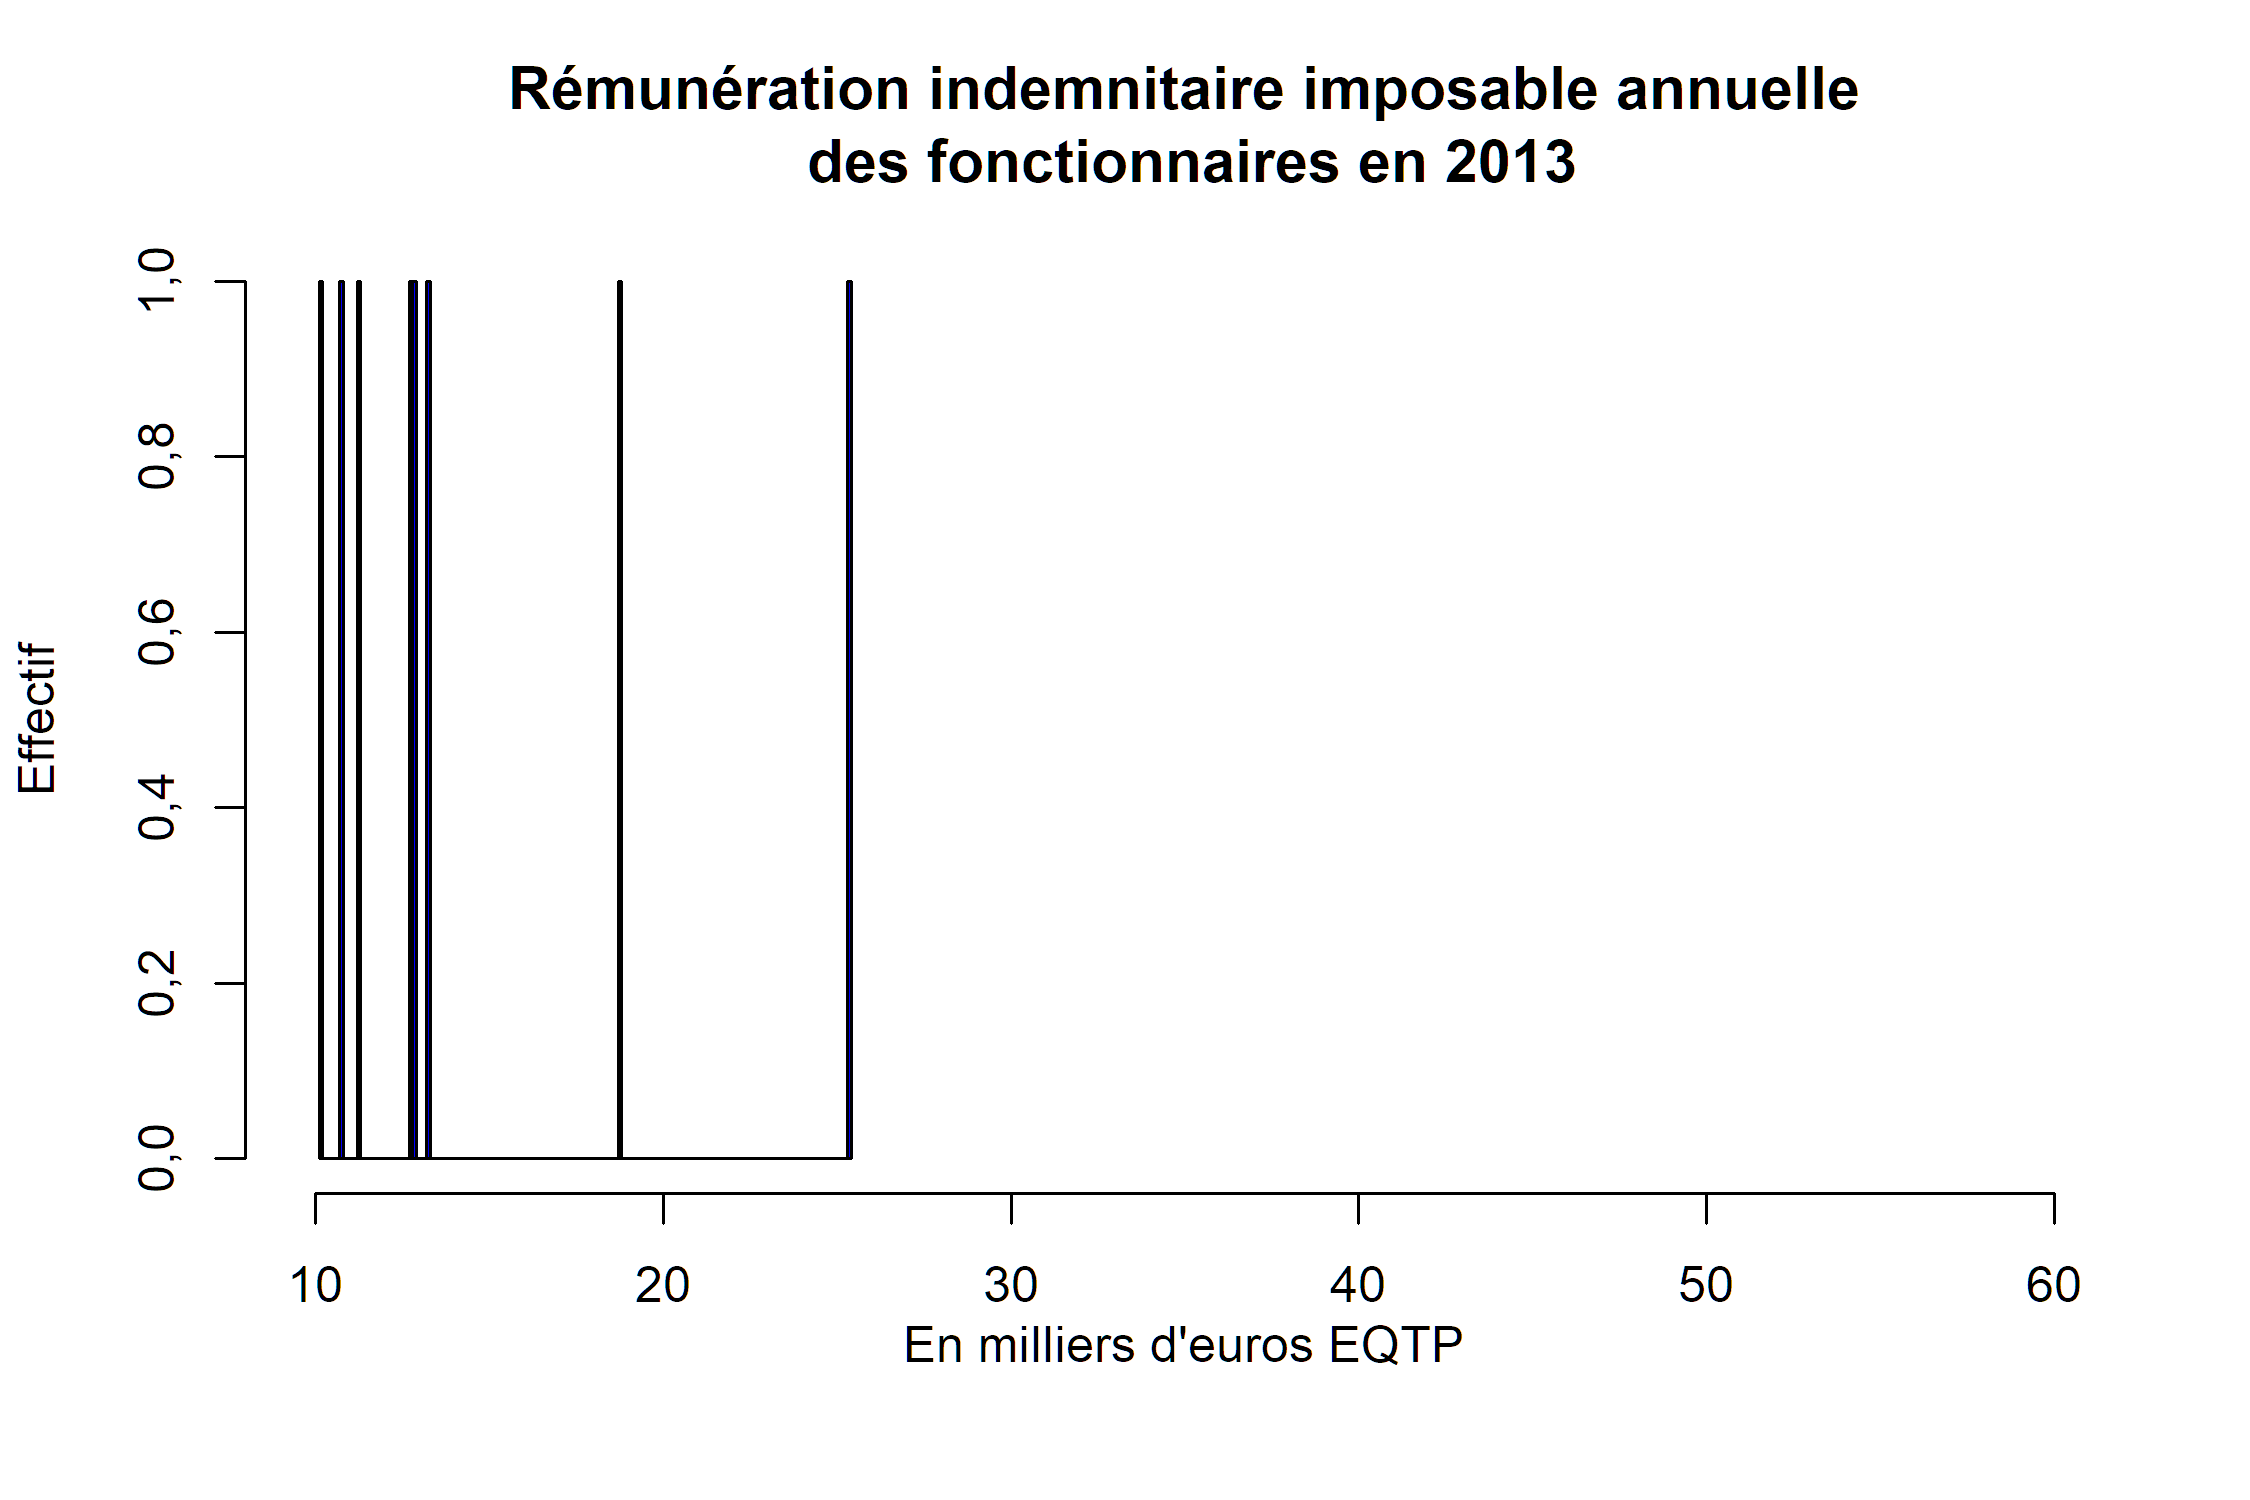 Rémunération indemnitaire imposable annuelle
des fonctionnaires en 2013
Effectif
1,0
0,8
0,6
0,4
0,2
0,0
10 20 30 40 50 60
En milliers d'euros EQTP